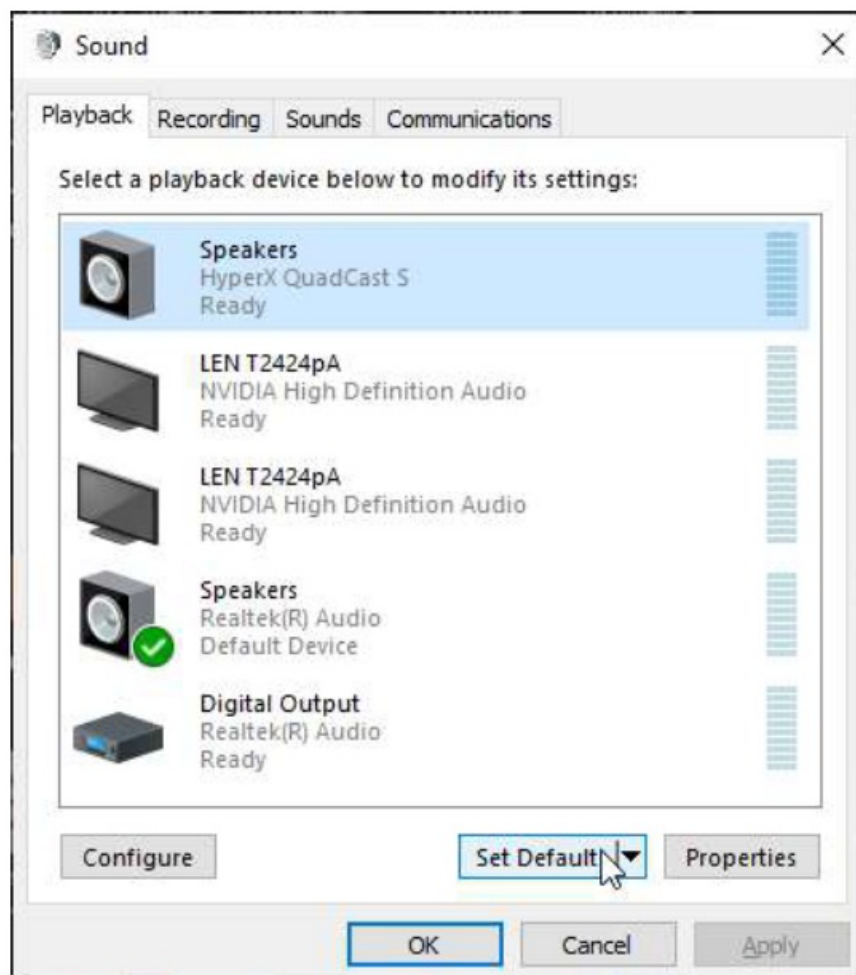 Sound
Playback Recording Sounds Communications
Select a playback device below to modify its settings:
Speakers
HyperX QuadCast S
Ready
LEN T2424pA
NVIDIA High Definition Audio
Ready
LEN T2424pA
NVIDIA High Definition Audio
Ready
Speakers
Realtek(R) Audio
Default Device
Digital Output
Realtek(R) Audio
Ready
Configure Set Default Properties
OK Cancel Apply